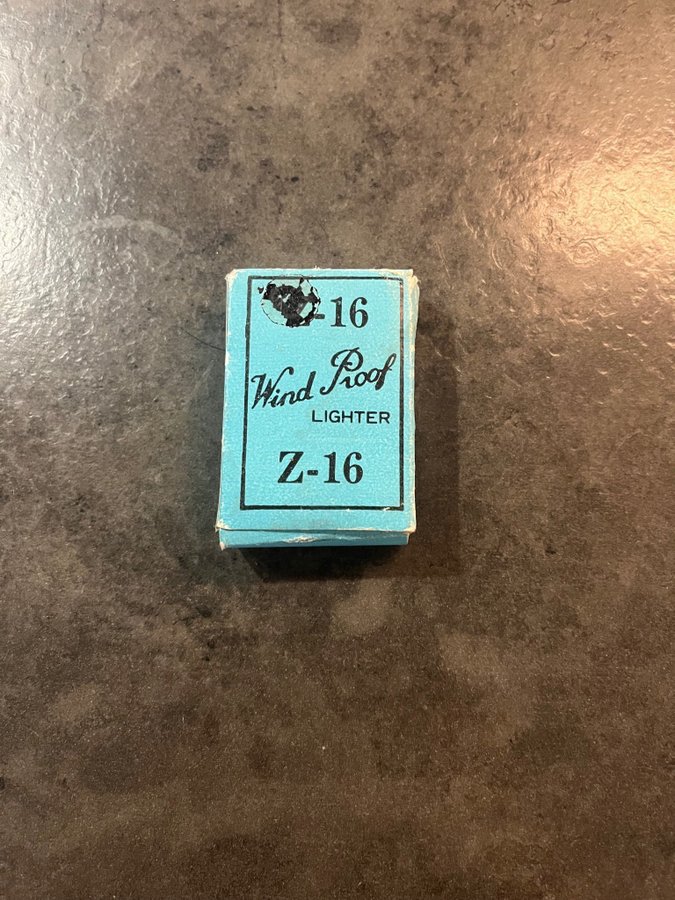 -16
Wind Proof
LIGHTER
Z-16